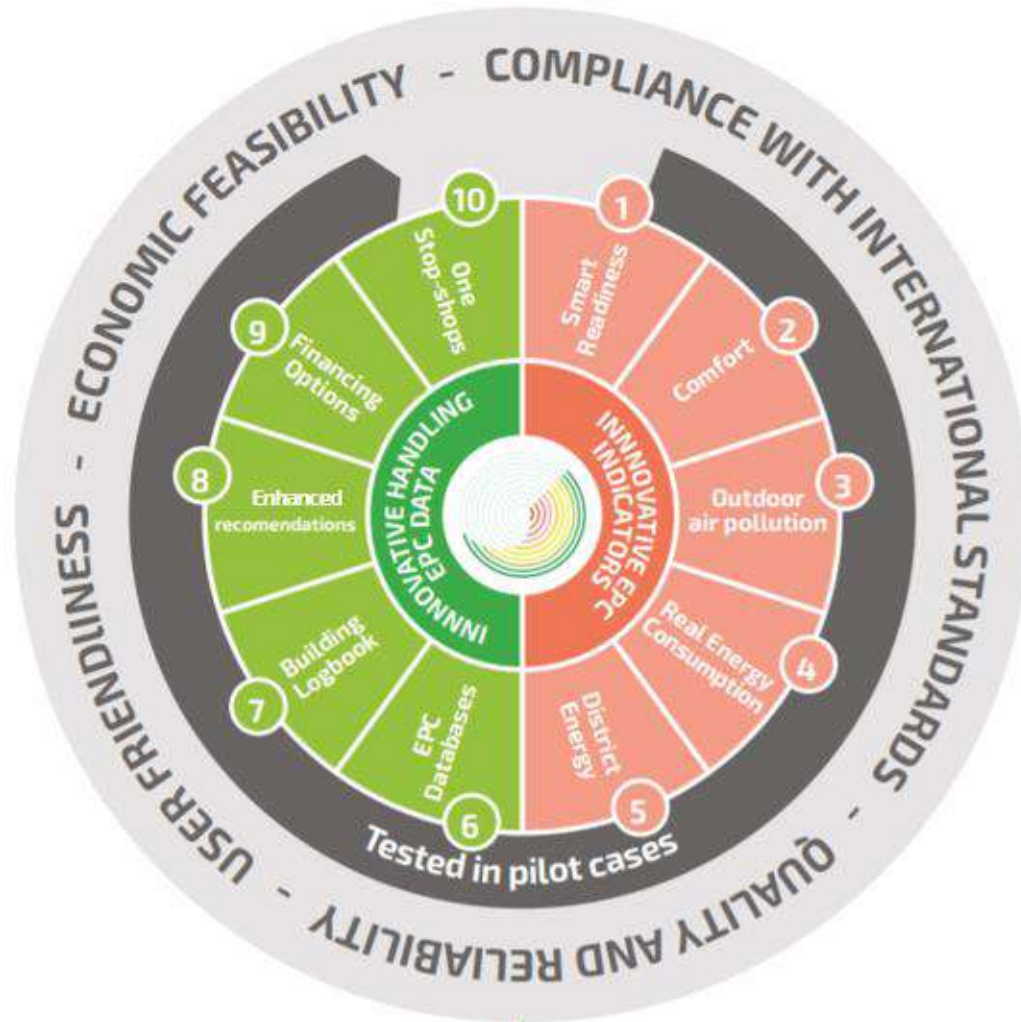 ECONOMIC FEASIBILITY - COMPLIANCE WITH INTERNATIONAL STANDARDS - QUALITY AND RELIABILITY - USER FRIENDLINESS -
1
Smart
Readiness
2
Comfort
3
Outdoor
air pollution
4
Real Energy
Consumption
5
District
Energy
6
EPC
Databases
7
Building
Logbook
8
Enhanced
recomendations
9
Financing
Options
10
One
Stop-shops
INNNOVATIVE HANDLING
EPC DATA
INNNOVATIVE EPC
INDICATORS
Tested in pilot cases